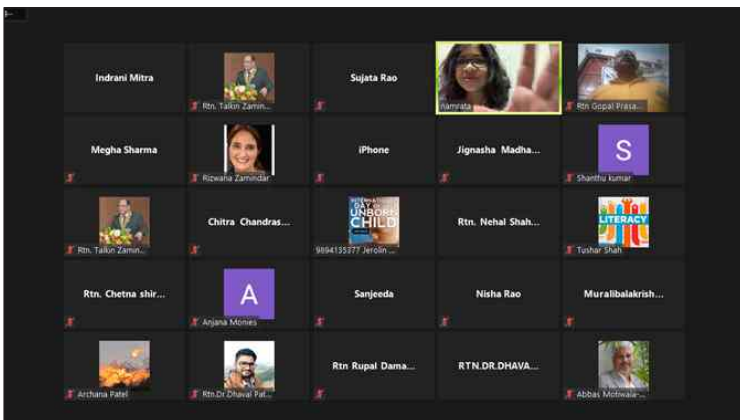 Indrani Mitra
Rtn. Talkin Zamin...
Sujata Rao
namrata
Rtn Gopal Prasa...
Megha Sharma
Rizwana Zamindar
iPhone
Jignasha Madha...
S
Shanthu kumar
Rtn. Talkin Zamin...
Chitra Chandras...
INTERNATIONAL
DAY OF
UNBORN
CHILD
9894135377 Jerolin ...
Rtn. Nehal Shah...
LITERACY
Tushar Shah
Rtn. Chetna shir...
A
Anjana Monies
Sanjeeda
Nisha Rao
Muralibalakrish...
Archana Patel
Rtn.Dr.Dhaval Pat...
Rtn Rupal Dama...
RTN.DR.DHAVA...
Abbas Motiwala-...